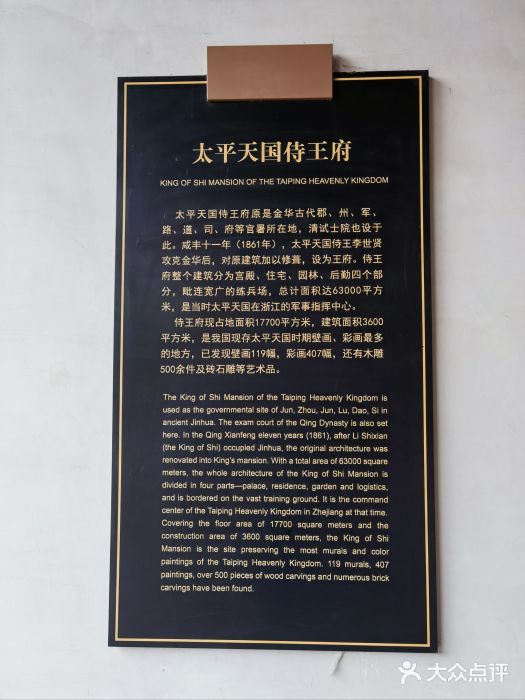 太平天国侍王府
KING OF SHI MANSION OF THE TAIPING HEAVENLY KINGDOM
太平天国侍王府原是金华古代郡、州、军、
路、道、司、府等官署所在地，清试士院也设于
此。咸丰十一年（1861年），太平天国侍王李世贤
攻克金华后，对原建筑加以修葺，设为王府。侍王
府整个建筑分为宫殿、住宅、园林、后勤四个部
分，毗连宽广的练兵场，总计面积达63000平方
米，是当时太平天国在浙江的军事指挥中心。
侍王府现占地面积17700平方米，建筑面积3600
平方米，是我国现存太平天国时期壁画、彩画最多
的地方，已发现壁画119幅，彩画407幅，还有木雕
500余件及砖石雕等艺术品。
The King of Shi Mansion of the Taiping Heavenly Kingdom is
used as the governmental site of Jun, Zhou, Jun, Lu, Dao, Si in
ancient Jinhua. The exam court of the Qing Dynasty is also set
here. In the Qing Xianfeng eleven years (1861), after Li Shixian
(the King of Shi) occupied Jinhua, the original architecture was
renovated into King's mansion. With a total area of 63000 square
meters, the whole architecture of the King of Shi Mansion is
divided in four parts—palace, residence, garden and logistics,
and is bordered on the vast training ground. It is the command
center of the Taiping Heavenly Kingdom in Zhejiang at that time.
Covering the floor area of 17700 square meters and the
construction area of 3600 square meters, the King of Shi
Mansion is the site preserving the most murals and color
paintings of the Taiping Heavenly Kingdom. 119 murals, 407
paintings, over 500 pieces of wood carvings and numerous brick
carvings have been found.
大众点评